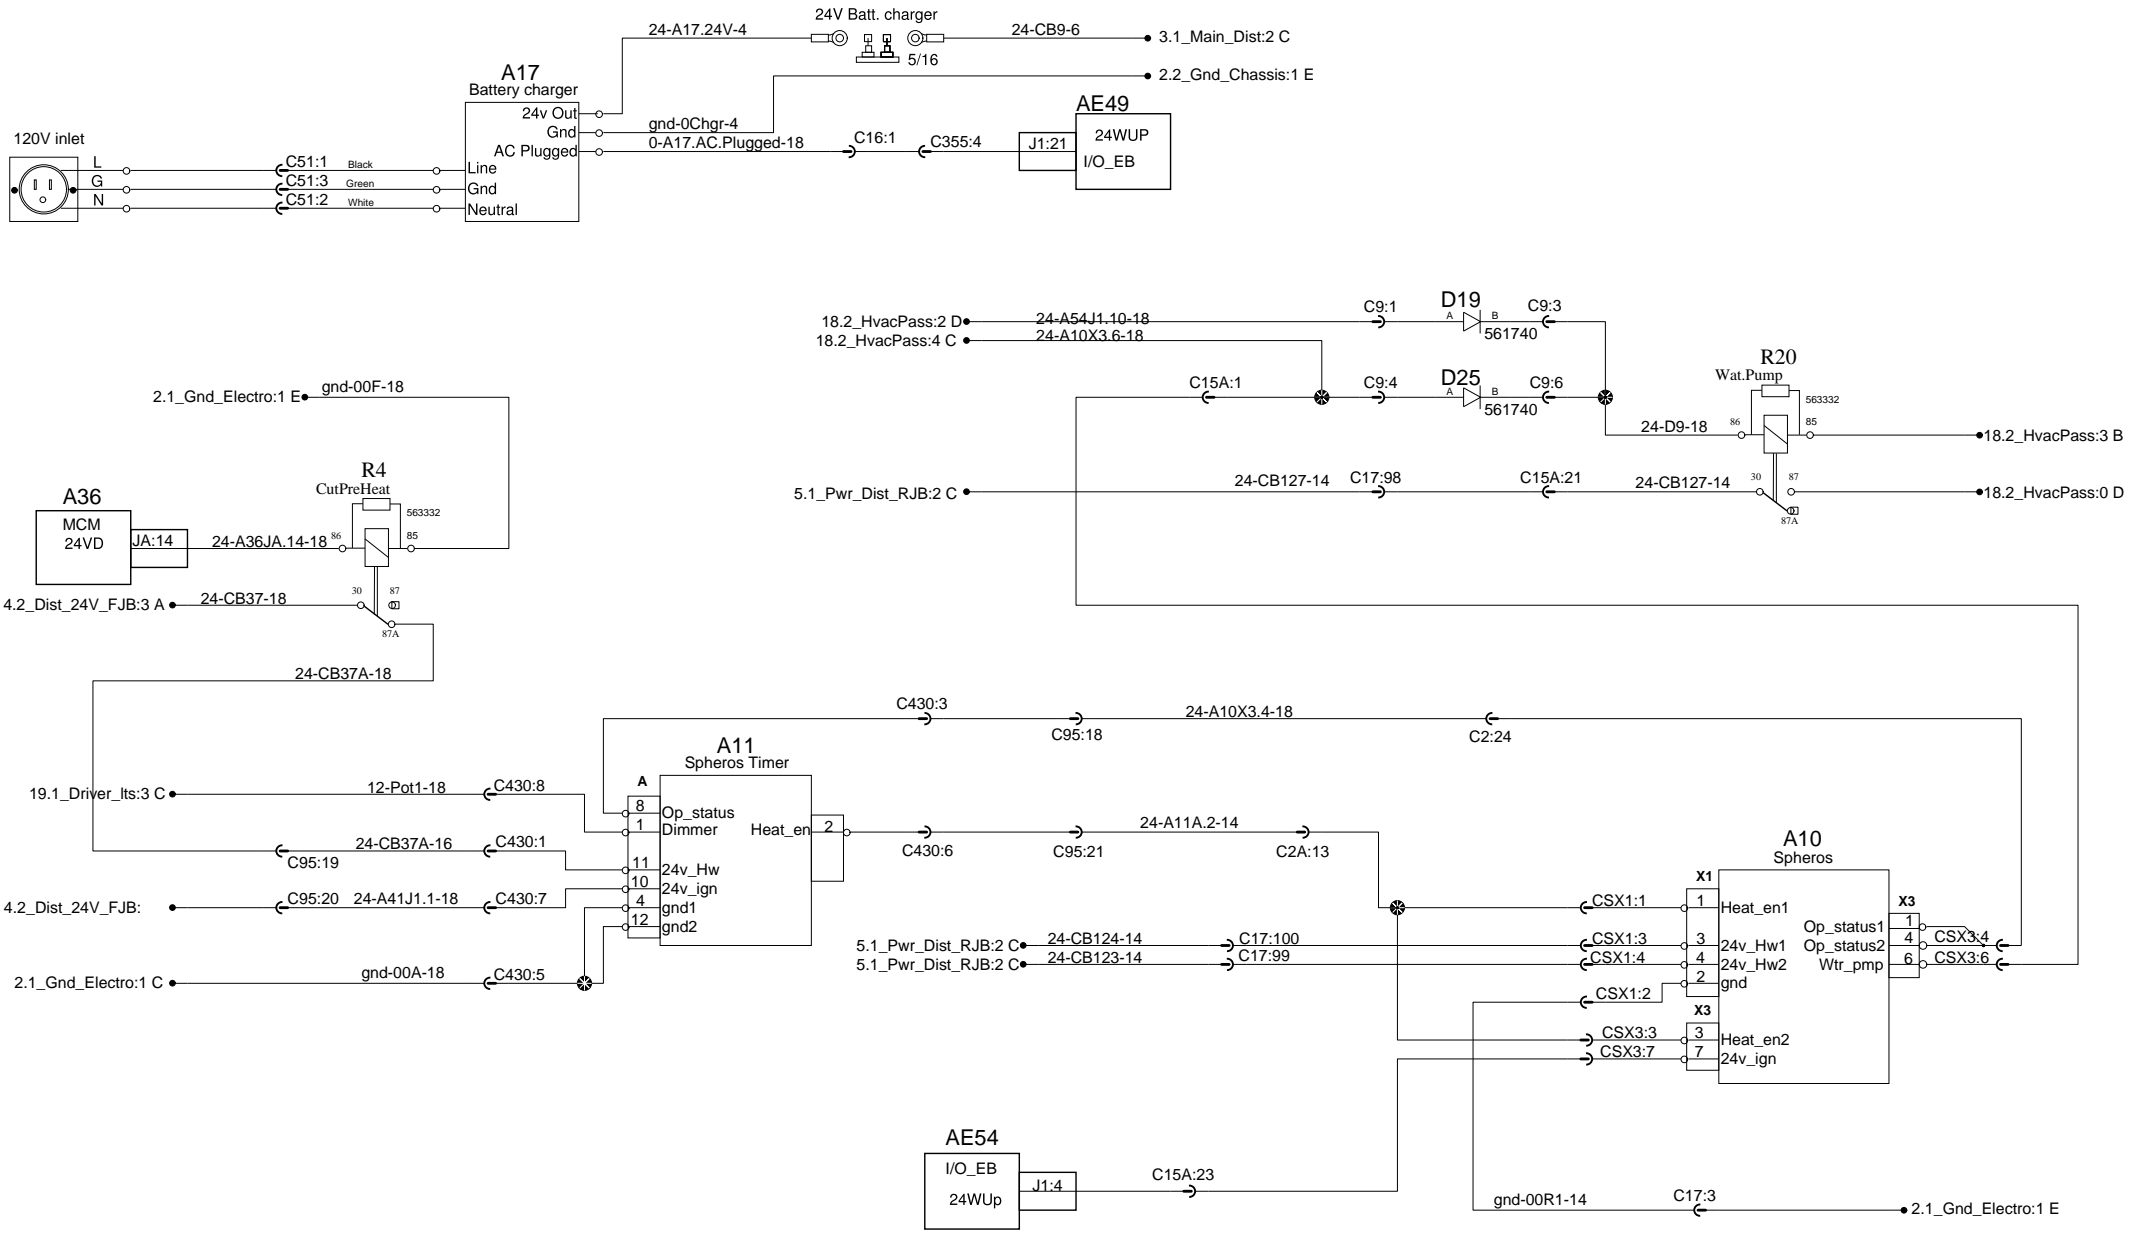 24V Batt. charger
24-A17.24V-4
24-CB9-6
3.1_Main_Dist:2 C
5/16
A17
Battery charger
2.2_Gnd_Chassis:1 E
24v Out
Gnd
AC Plugged
Line
Gnd
Neutral
gnd-0Chgr-4
0-A17.AC.Plugged-18
C16:1
C355:4
AE49
J1:21
24WUP
I/O_EB
120V inlet
L
C51:1
Black
G
C51:3
Green
N
C51:2
White
18.2_HvacPass:2 D
24-A54J1.10-18
C9:1
D19
A
B
561740
C9:3
18.2_HvacPass:4 C
24-A10X3.6-18
C15A:1
C9:4
D25
A
B
561740
C9:6
R20
Wat.Pump
563332
24-D9-18
86
85
18.2_HvacPass:3 B
5.1_Pwr_Dist_RJB:2 C
24-CB127-14
C17:98
C15A:21
24-CB127-14
30
87
87A
18.2_HvacPass:0 D
2.1_Gnd_Electro:1 E
gnd-00F-18
R4
CutPreHeat
563332
A36
MCM
24VD
JA:14
24-A36JA.14-18
86
85
4.2_Dist_24V_FJB:3 A
24-CB37-18
30
87
87A
24-CB37A-18
C430:3
C95:18
24-A10X3.4-18
C2:24
A11
Spheros Timer
A
19.1_Driver_lts:3 C
12-Pot1-18
C430:8
8
Op_status
1
Dimmer
Heat_en
2
C95:19
24-CB37A-16
C430:1
11
24v_Hw
10
24v_ign
4
gnd1
12
gnd2
4.2_Dist_24V_FJB:
C95:20
24-A41J1.1-18
C430:7
2.1_Gnd_Electro:1 C
gnd-00A-18
C430:5
C430:6
C95:21
24-A11A.2-14
C2A:13
A10
Spheros
X1
CSX1:1
1
Heat_en1
5.1_Pwr_Dist_RJB:2 C
24-CB124-14
C17:100
CSX1:3
3
24v_Hw1
5.1_Pwr_Dist_RJB:2 C
24-CB123-14
C17:99
CSX1:4
4
24v_Hw2
CSX1:2
2
gnd
X3
Op_status1
1
Op_status2
4
CSX3:4
Wtr_pmp
6
CSX3:6
X3
CSX3:3
3
Heat_en2
CSX3:7
7
24v_ign
AE54
I/O_EB
24WUp
J1:4
C15A:23
gnd-00R1-14
C17:3
2.1_Gnd_Electro:1 E